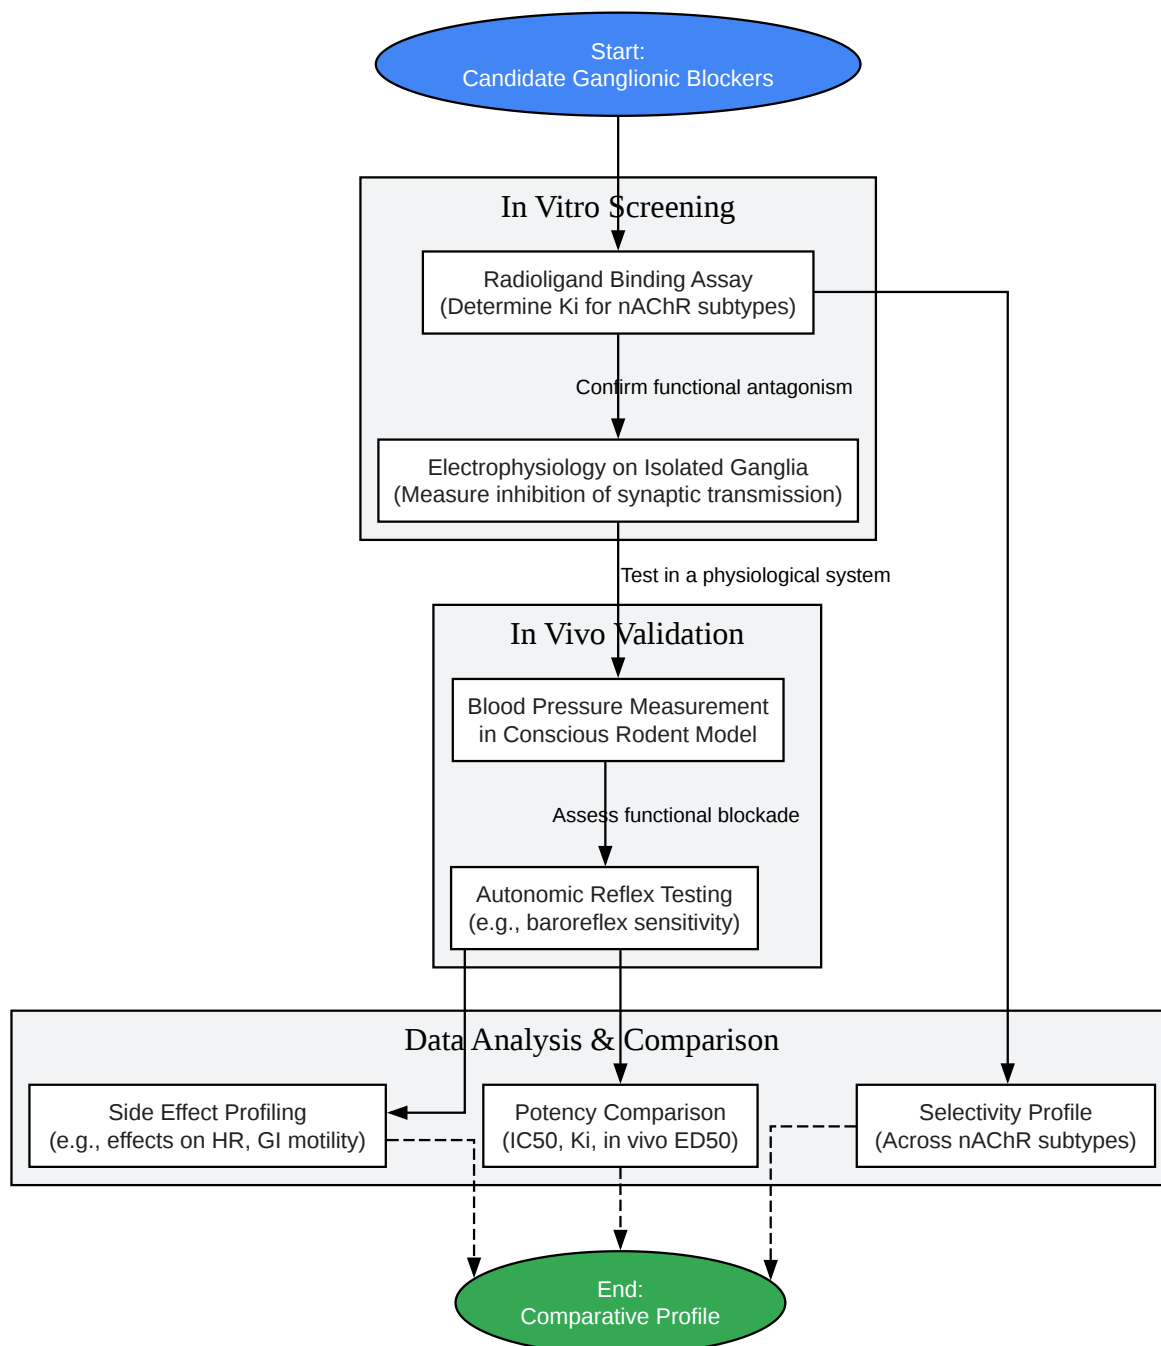 Start:
Candidate Ganglionic Blockers
In Vitro Screening
Radioligand Binding Assay
(Determine Ki for nAChR subtypes)
Confirm functional antagonism
Electrophysiology on Isolated Ganglia
(Measure inhibition of synaptic transmission)
Test in a physiological system
In Vivo Validation
Blood Pressure Measurement
in Conscious Rodent Model
Assess functional blockade
Autonomic Reflex Testing
(e.g., baroreflex sensitivity)
Data Analysis & Comparison
Side Effect Profiling
(e.g., effects on HR, GI motility)
Potency Comparison
(IC50, Ki, in vivo ED50)
Selectivity Profile
(Across nAChR subtypes)
End:
Comparative Profile